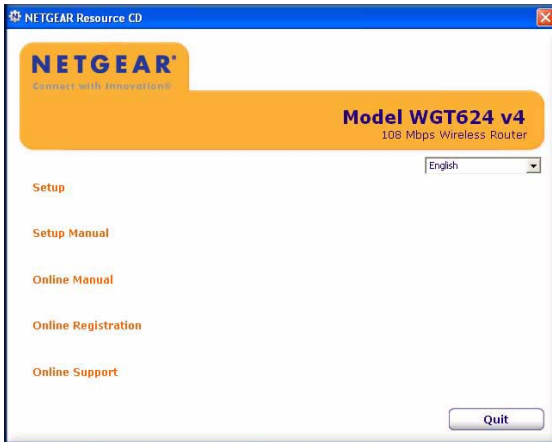 NETGEAR Resource CD
NETGEAR®
Connect with Innovation®
Model WGT624 v4
108 Mbps Wireless Router
English
Setup
Setup Manual
Online Manual
Online Registration
Online Support
Quit